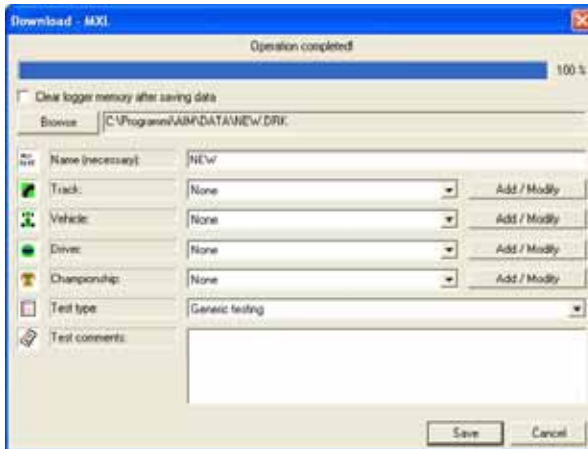 Download - MXL
Operation completed!
100 %
Clear logger memory after saving data
Browse C:\Programmi\AIM\DATA\NEW.DRK
Name (necessary): NEW
Track: None Add / Modify
Vehicle: None Add / Modify
Driver: None Add / Modify
Championship: None Add / Modify
Test type: Generic testing
Test comments:
Save Cancel